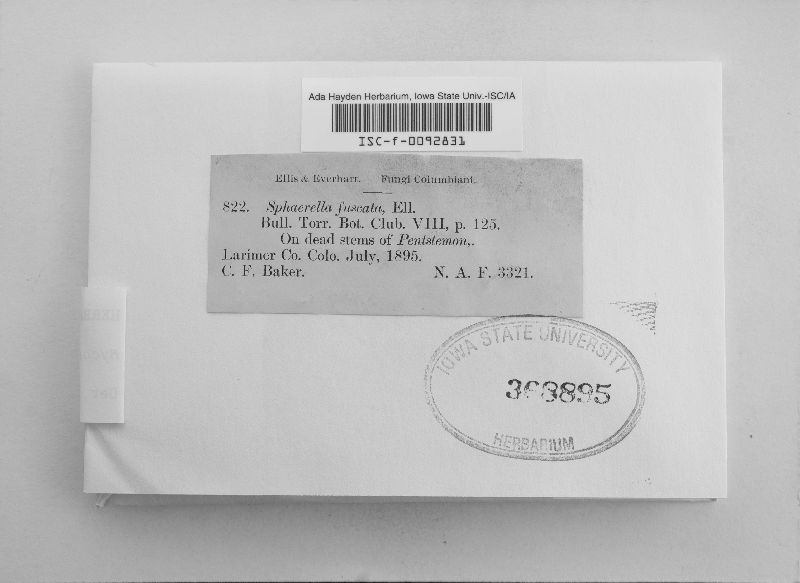 Ada Hayden Herbarium, Iowa State Univ.-ISC/IA
ISC-f-0092831
Ellis & Everhart. Fungi Columbiani.
822. Sphaerella fuscata, Ell.
Bull. Torr. Bot. Club. VIII, p. 125.
On dead stems of Pentstemon,.
Larimer Co. Colo. July, 1895.
C. F. Baker. N. A. F. 3321.
IOWA STATE UNIVERSITY
368895
HERBARIUM